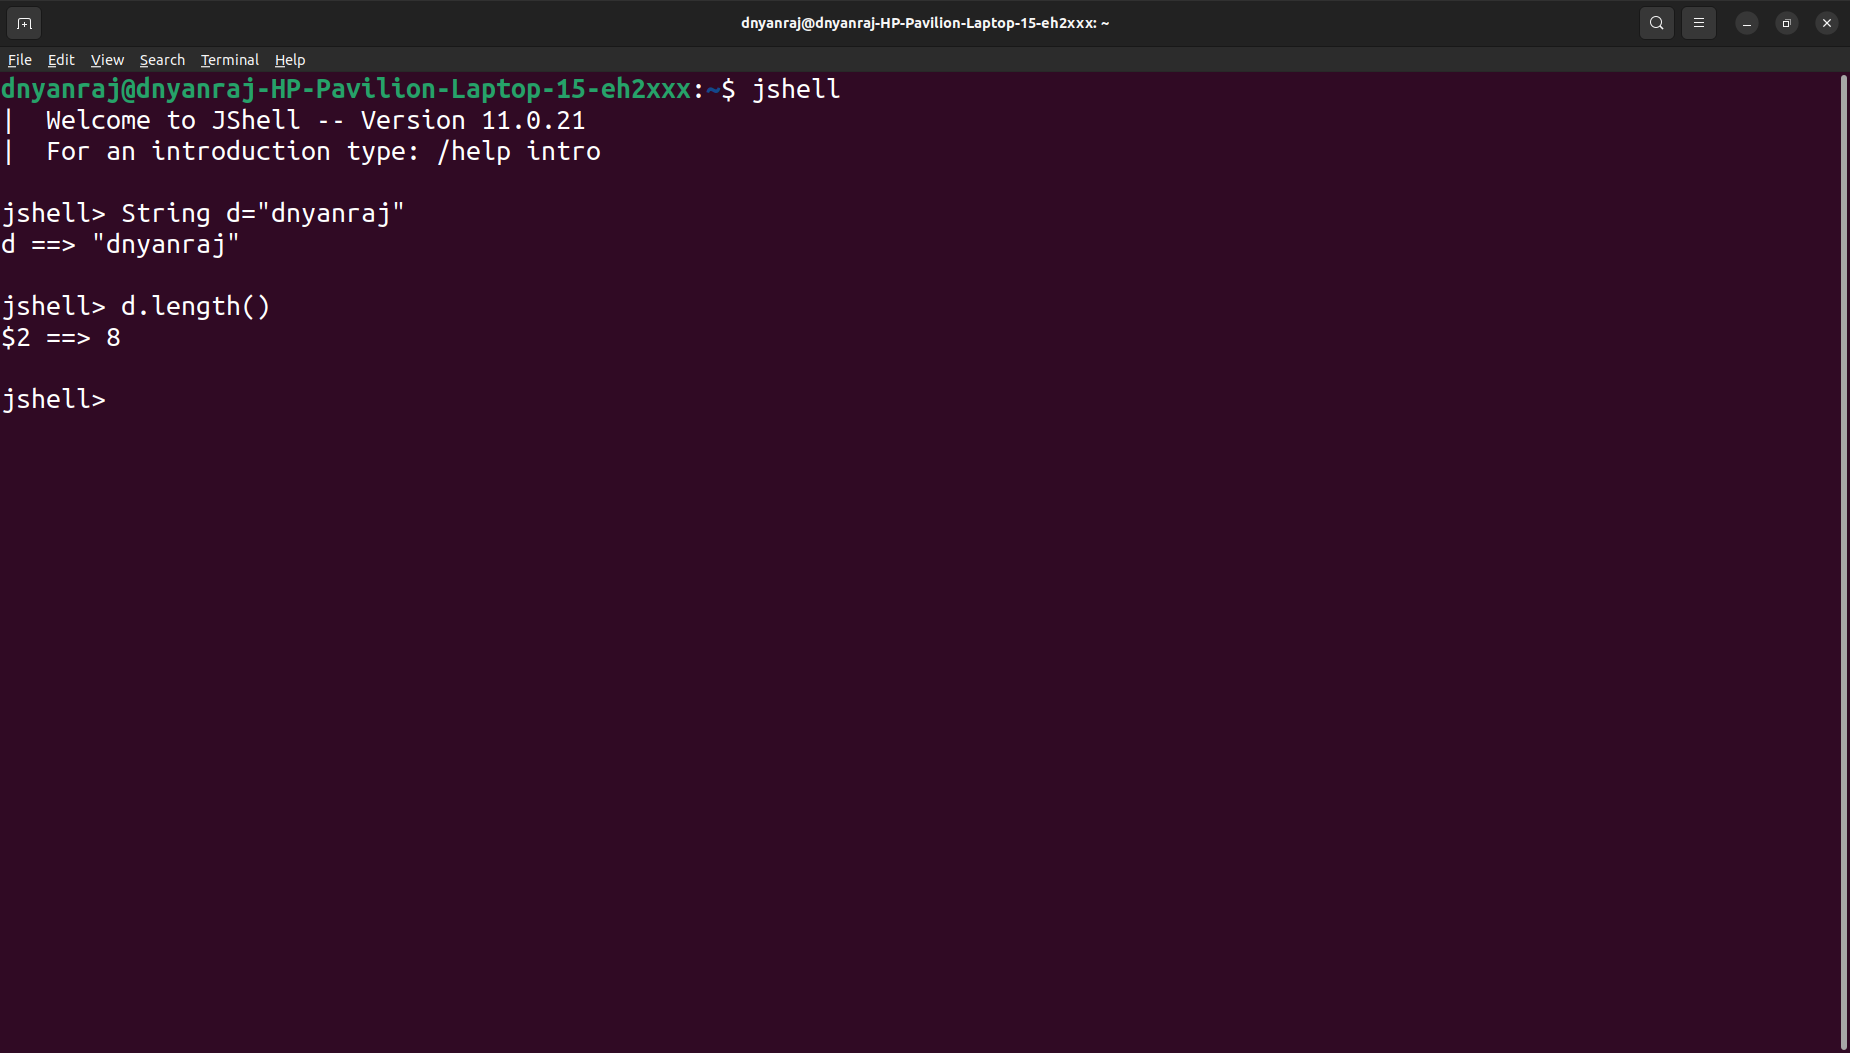 dnyanraj@dnyanraj-HP-Pavilion-Laptop-15-eh2xxx: ~
File Edit View Search Terminal Help
dnyanraj@dnyanraj-HP-Pavilion-Laptop-15-eh2xxx:~$ jshell
|  Welcome to JShell -- Version 11.0.21
|  For an introduction type: /help intro
jshell> String d="dnyanraj"
d ==> "dnyanraj"
jshell> d.length()
$2 ==> 8
jshell>